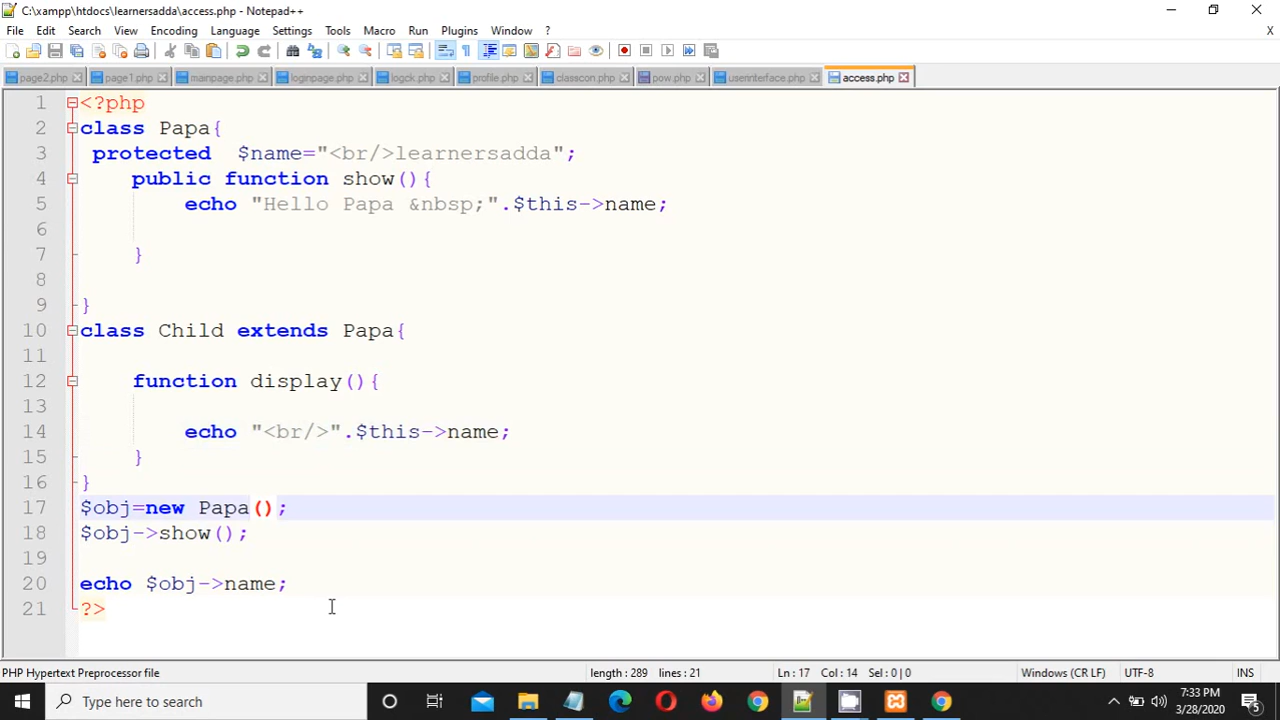 C:\xampp\htdocs\learnersadda\access.php - Notepad++
File Edit Search View Encoding Language Settings Tools Macro Run Plugins Window ? X
page2.php page1.php mainpage.php loginpage.php logck.php profile.php classcon.php pow.php userinterface.php access.php
1 <?php
2 class Papa{
3 protected $name="<br/>learnersadda";
4 public function show(){
5 echo "Hello Papa &nbsp;".$this->name;
6
7 }
8
9 }
10 class Child extends Papa{
11
12 function display(){
13
14 echo "<br/>".$this->name;
15 }
16 }
17 $obj=new Papa();
18 $obj->show();
19
20 echo $obj->name;
21 ?>
PHP Hypertext Preprocessor file length : 289 lines : 21 Ln : 17 Col : 14 Sel : 0 | 0 Windows (CR LF) UTF-8 INS
Type here to search 7:33 PM
3/28/2020 5